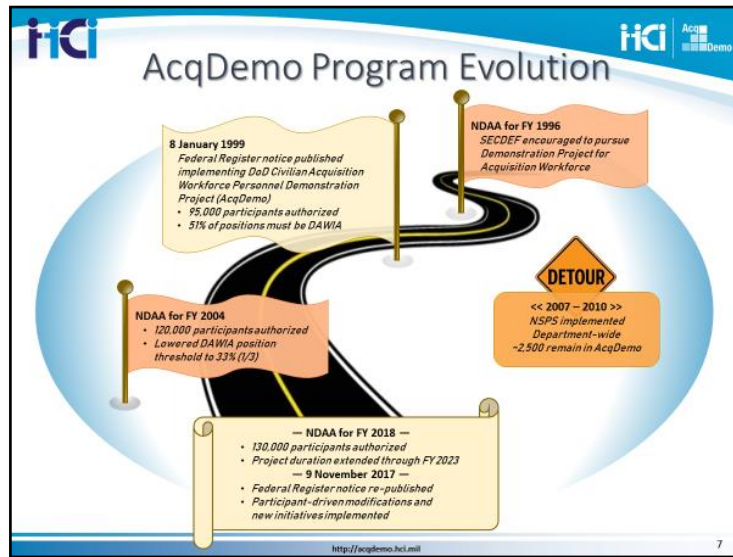 HCi
HCi
Acq
Demo
AcqDemo Program Evolution
NDAA for FY 1996
SECDEF encouraged to pursue
Demonstration Project for
Acquisition Workforce
8 January 1999
Federal Register notice published
implementing DoD Civilian Acquisition
Workforce Personnel Demonstration
Project (AcqDemo)
• 95,000 participants authorized
• 51% of positions must be DAWIA
DETOUR
<< 2007 – 2010 >>
NSPS implemented
Department-wide
~2,500 remain in AcqDemo
NDAA for FY 2004
• 120,000 participants authorized
• Lowered DAWIA position
threshold to 33% (1/3)
— NDAA for FY 2018 —
• 130,000 participants authorized
• Project duration extended through FY 2023
— 9 November 2017 —
• Federal Register notice re-published
• Participant-driven modifications and
new initiatives implemented
http://acqdemo.hci.mil
7